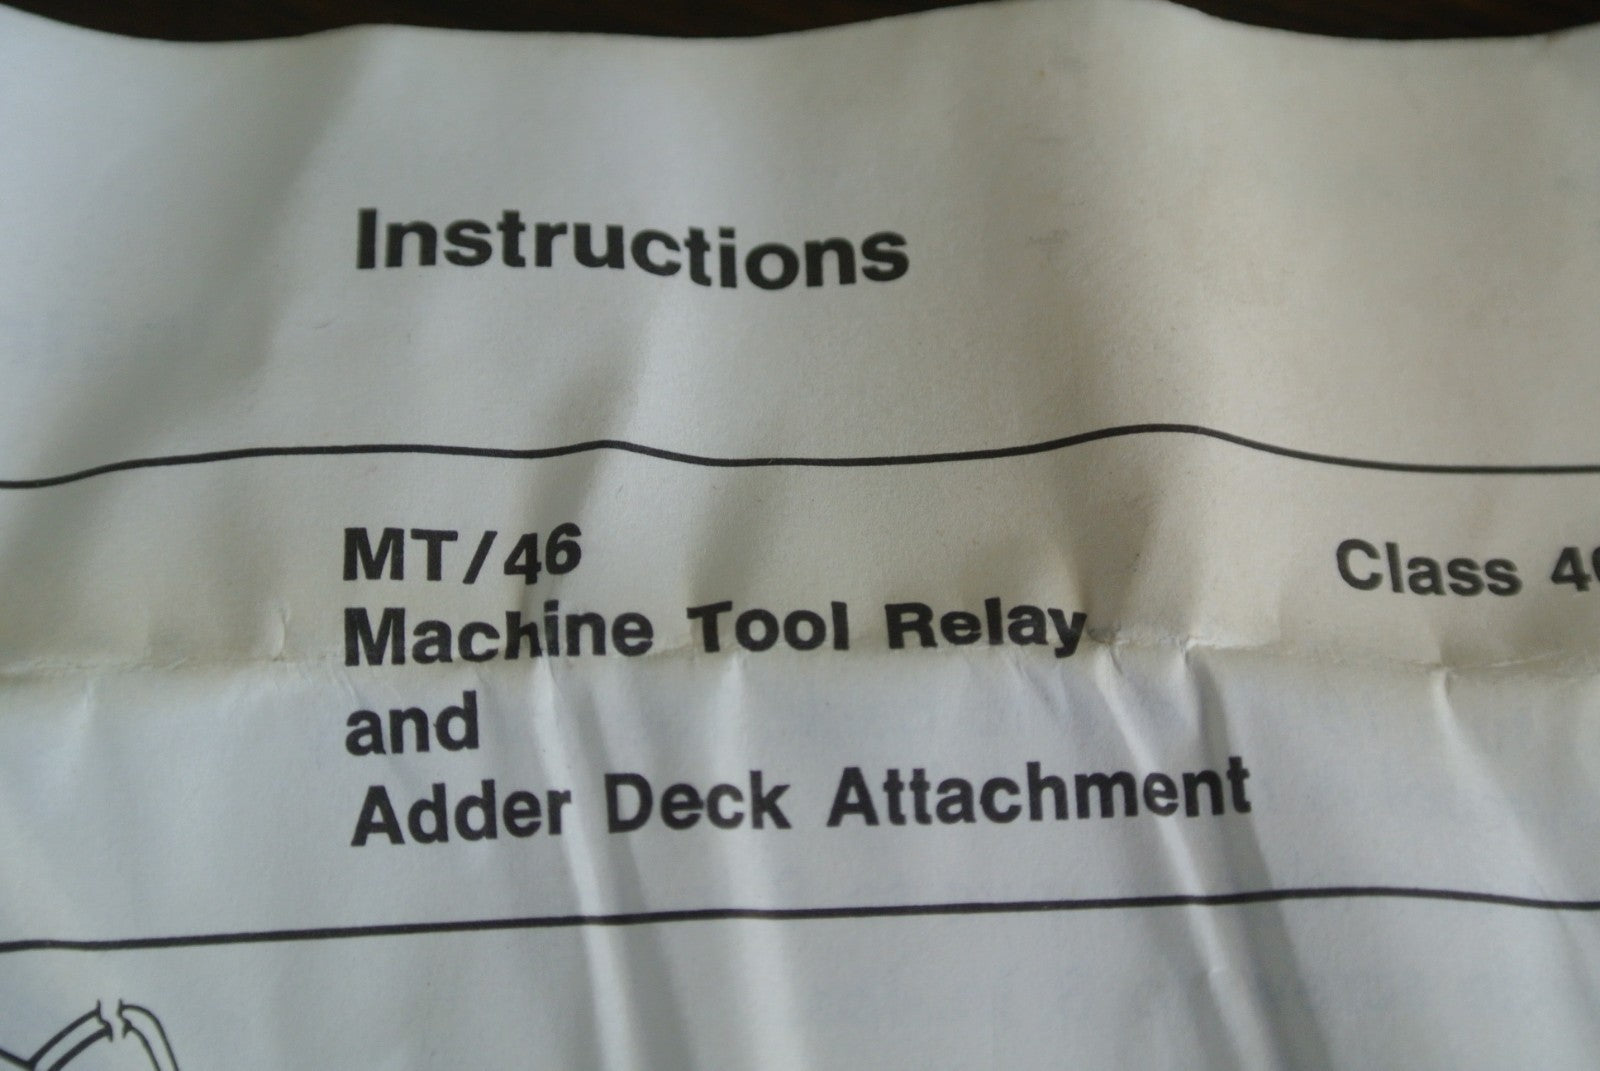 Instructions
MT/46
Class
Machine Tool Relay
and
Adder Deck Attachment